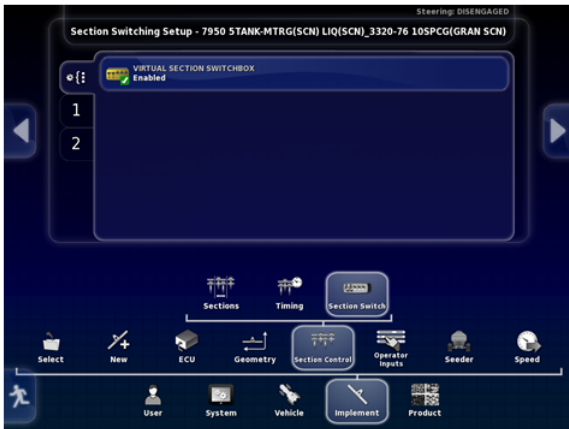 Steering: DISENGAGED
Section Switching Setup - 7950 5TANK-MTRG(SCN) LIQ(SCN)_3320-76 10SPCG(GRAN SCN)
VIRTUAL SECTION SWITCHBOX
Enabled
1
2
Sections Timing Section Switch
Select New ECU Geometry Section Control Operator Inputs Seeder Speed
User System Vehicle Implement Product